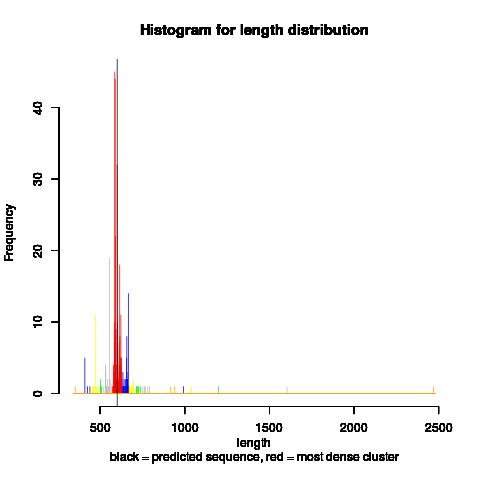 Histogram for length distribution
Frequency
40
30
20
10
0
500 1000 1500 2000 2500
length
black = predicted sequence, red = most dense cluster